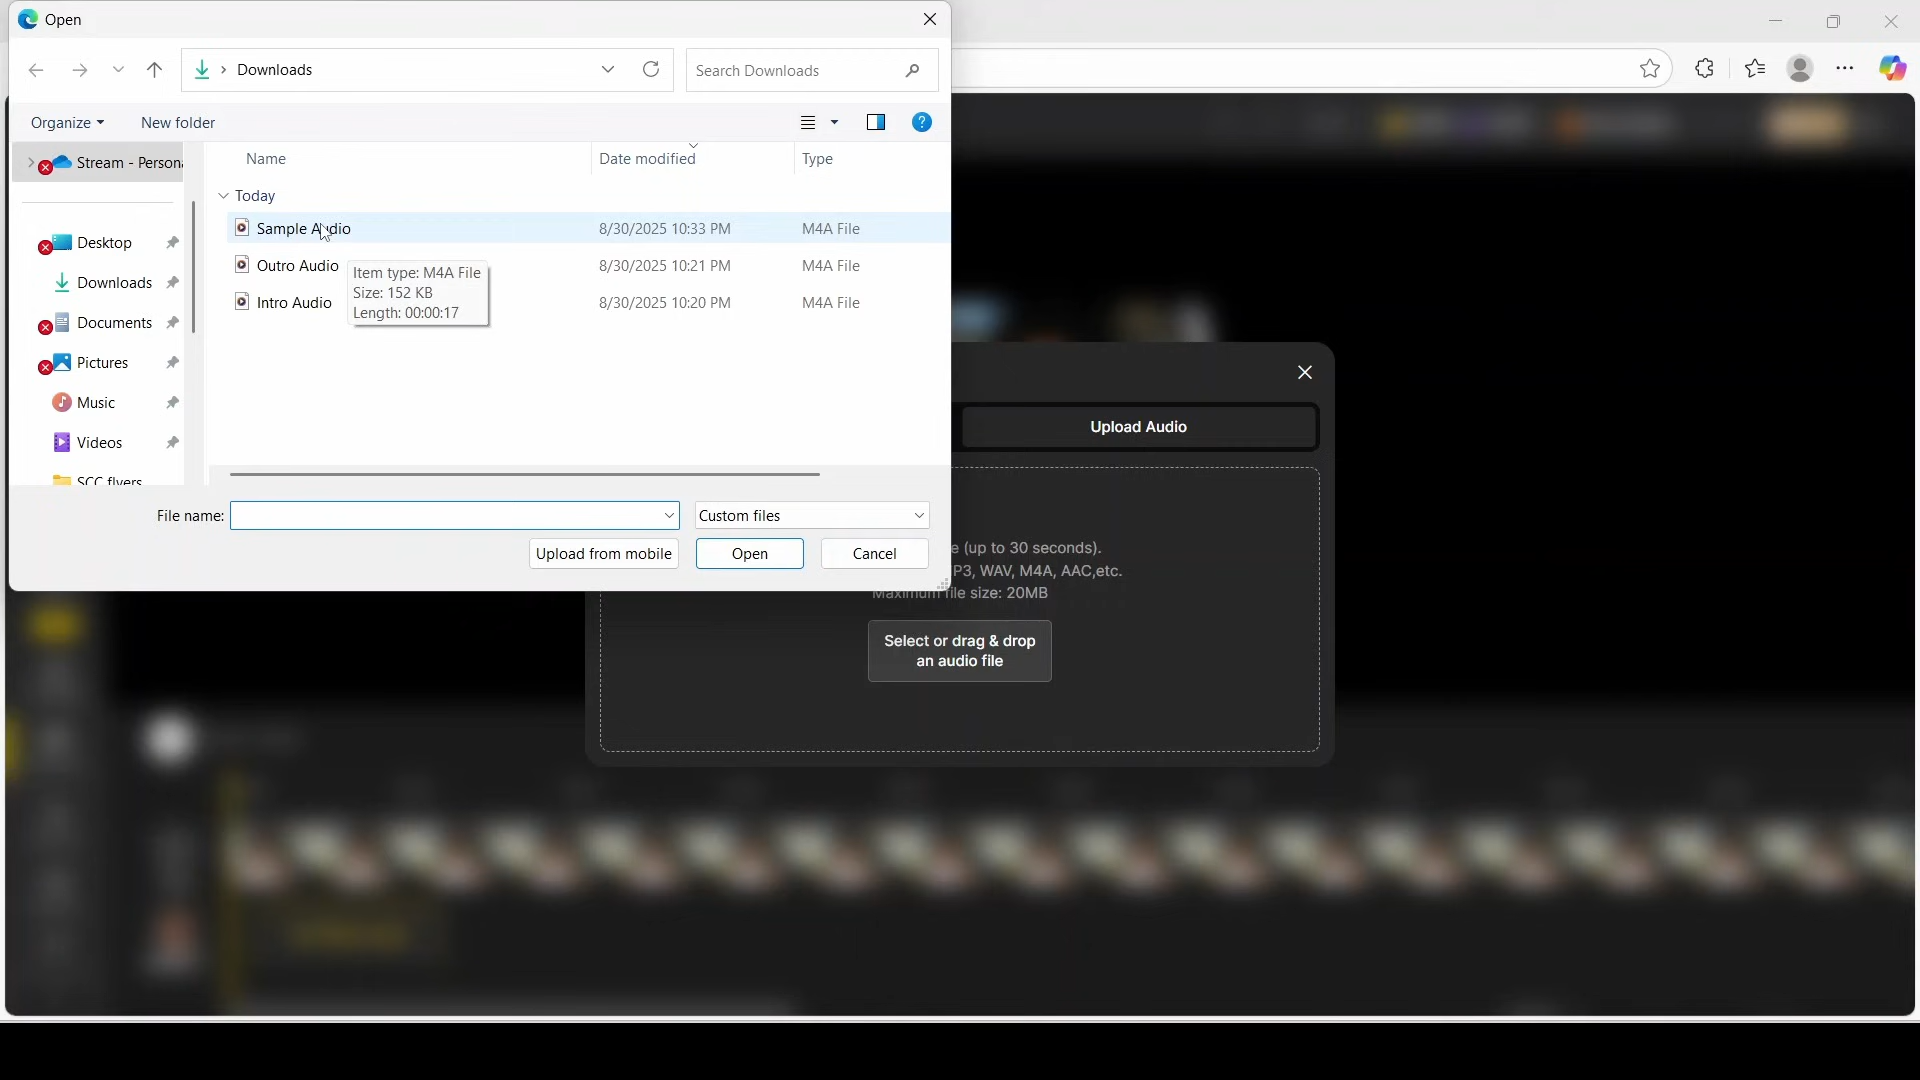 Open
Downloads
Search Downloads
Organize
New folder
Stream - Persona
Name
Date modified
Type
Today
Sample Audio
8/30/2025 10:33 PM
M4A File
Outro Audio
8/30/2025 10:21 PM
M4A File
Intro Audio
8/30/2025 10:20 PM
M4A File
Item type: M4A File
Size: 152 KB
Length: 00:00:17
Desktop
Downloads
Documents
Pictures
Music
Videos
SCC flyers
File name:
Custom files
Upload from mobile
Open
Cancel
Upload Audio
e (up to 30 seconds).
P3, WAV, M4A, AAC,etc.
Maximum file size: 20MB
Select or drag & drop
an audio file